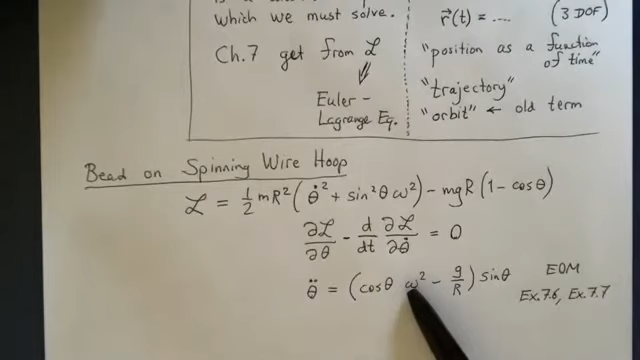 which we must solve.
Ch.7 get from ℒ
⇓
Euler-
Lagrange Eq.
r⃗(t) = .... (3 DOF)
"position as a function
of time"
"trajectory"
"orbit" ← old term
Bead on Spinning Wire Hoop
ℒ = 1/2 mR²(θ̇² + sin²θ ω²) - mgR(1 - cosθ)
∂ℒ/∂θ - d/dt ∂ℒ/∂θ̇ = 0
θ̈ = (cosθ ω² - g/R) sinθ EOM
Ex.7.6, Ex.7.7